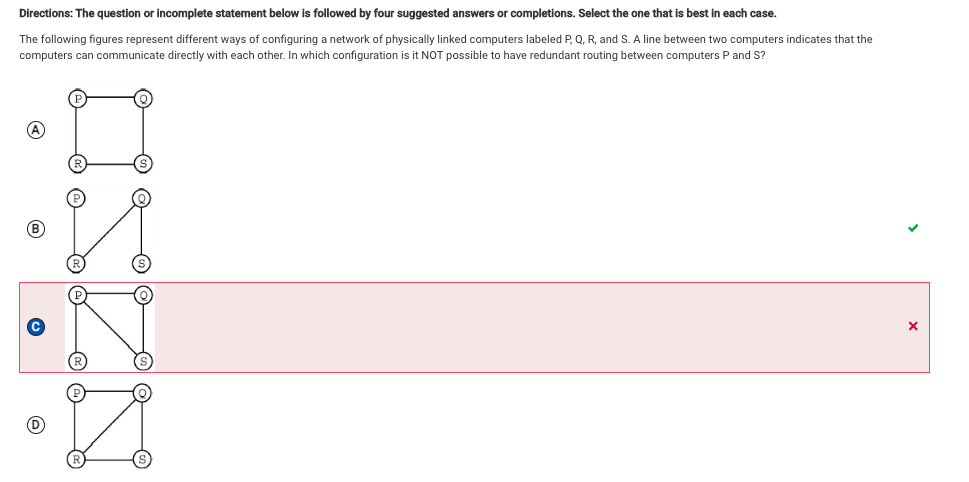 Directions: The question or incomplete statement below is followed by four suggested answers or completions. Select the one that is best in each case.
The following figures represent different ways of configuring a network of physically linked computers labeled P, Q, R, and S. A line between two computers indicates that the
computers can communicate directly with each other. In which configuration is it NOT possible to have redundant routing between computers P and S?
P Q
A
R S
P Q
B
R S
P Q
C
R S
P Q
D
R S